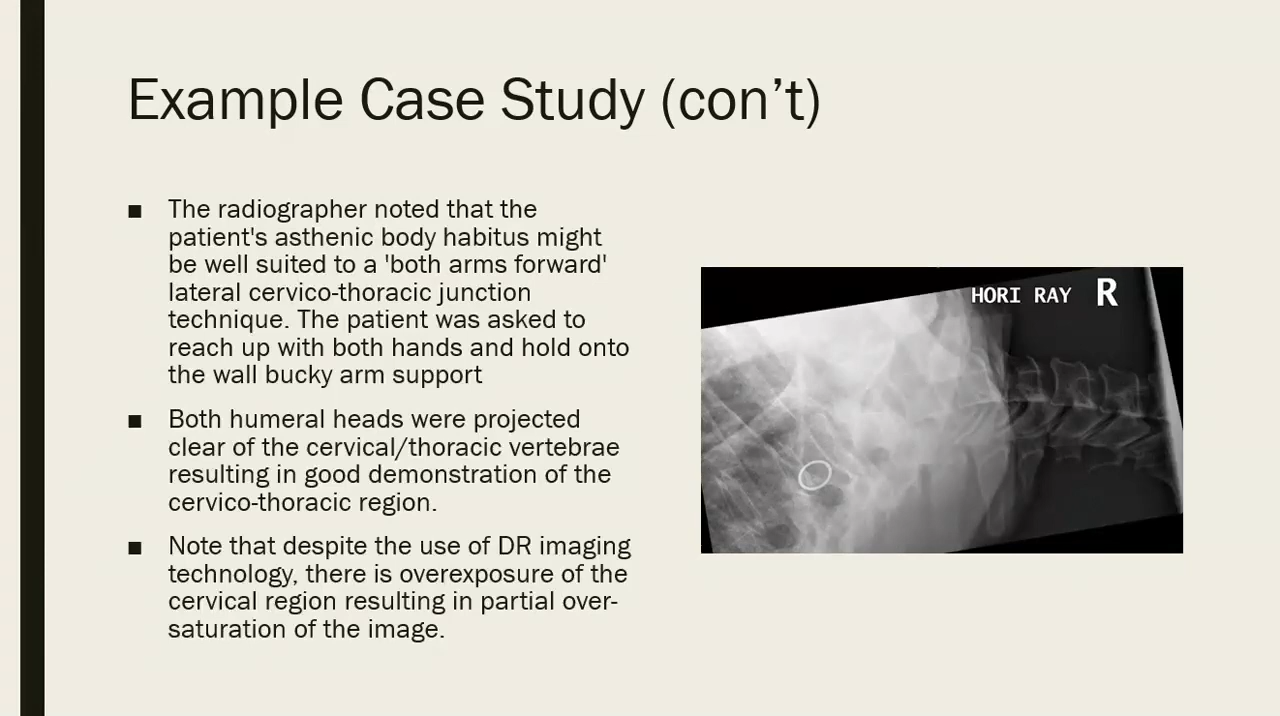 Example Case Study (con’t)
■ The radiographer noted that the
patient's asthenic body habitus might
be well suited to a 'both arms forward'
lateral cervico-thoracic junction
technique. The patient was asked to
reach up with both hands and hold onto
the wall bucky arm support
■ Both humeral heads were projected
clear of the cervical/thoracic vertebrae
resulting in good demonstration of the
cervico-thoracic region.
■ Note that despite the use of DR imaging
technology, there is overexposure of the
cervical region resulting in partial over-
saturation of the image.
HORI RAY R